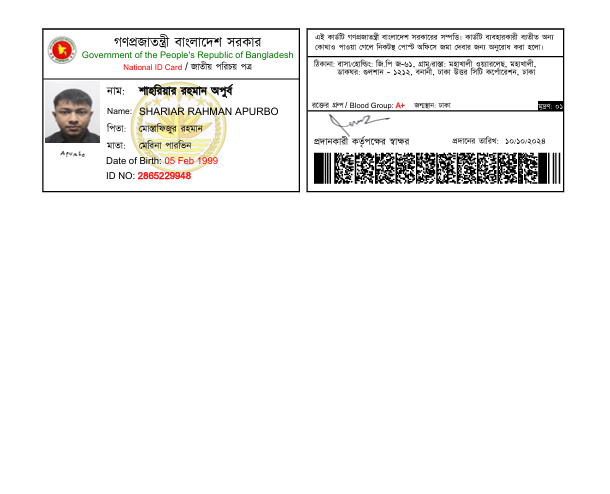 গণপ্রজাতন্ত্রী বাংলাদেশ সরকার
Government of the People's Republic of Bangladesh
National ID Card / জাতীয় পরিচয় পত্র
নাম: শাহরিয়ার রহমান অপুর্ব
Name: SHARIAR RAHMAN APURBO
পিতা: মোস্তাফিজুর রহমান
মাতা: মেরিনা পারভিন
Date of Birth: 05 Feb 1999
ID NO: 2865229948
Apurbo
এই কার্ডটি গণপ্রজাতন্ত্রী বাংলাদেশ সরকারের সম্পত্তি। কার্ডটি ব্যবহারকারী ব্যতীত অন্য
কোথাও পাওয়া গেলে নিকটস্থ পোস্ট অফিসে জমা দেবার জন্য অনুরোধ করা হলো।
ঠিকানা: বাসা/হোল্ডিং: জি.পি জ-৬১, গ্রাম/রাস্তা: মহাখালী ওয়্যারলেছ, মহাখালী,
ডাকঘর: গুলশান - ১২১২, বনানী, ঢাকা উত্তর সিটি কর্পোরেশন, ঢাকা
রক্তের গ্রুপ / Blood Group: A+ জন্মস্থান: ঢাকা মুদ্রণ: ০১
প্রদানকারী কর্তৃপক্ষের স্বাক্ষর প্রদানের তারিখ: ১০/১০/২০২৪